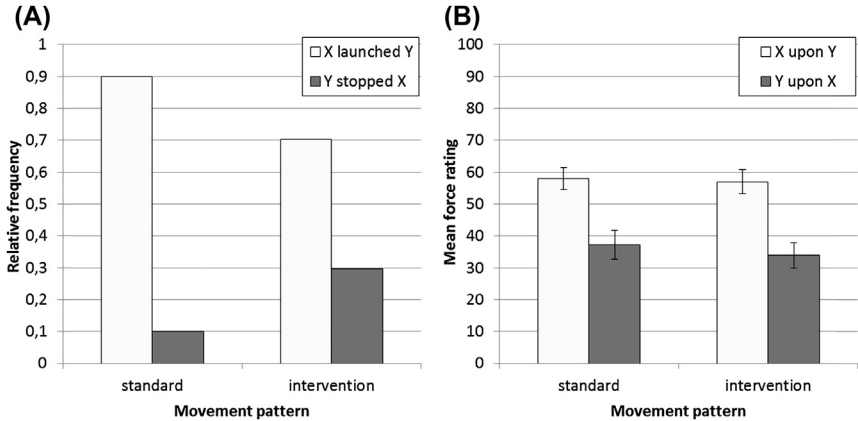 (A)
1
0,9
0,8
0,7
0,6
0,5
0,4
0,3
0,2
0,1
0
Relative frequency
X launched Y
Y stopped X
standard
intervention
Movement pattern
(B)
100
90
80
70
60
50
40
30
20
10
0
Mean force rating
X upon Y
Y upon X
standard
intervention
Movement pattern